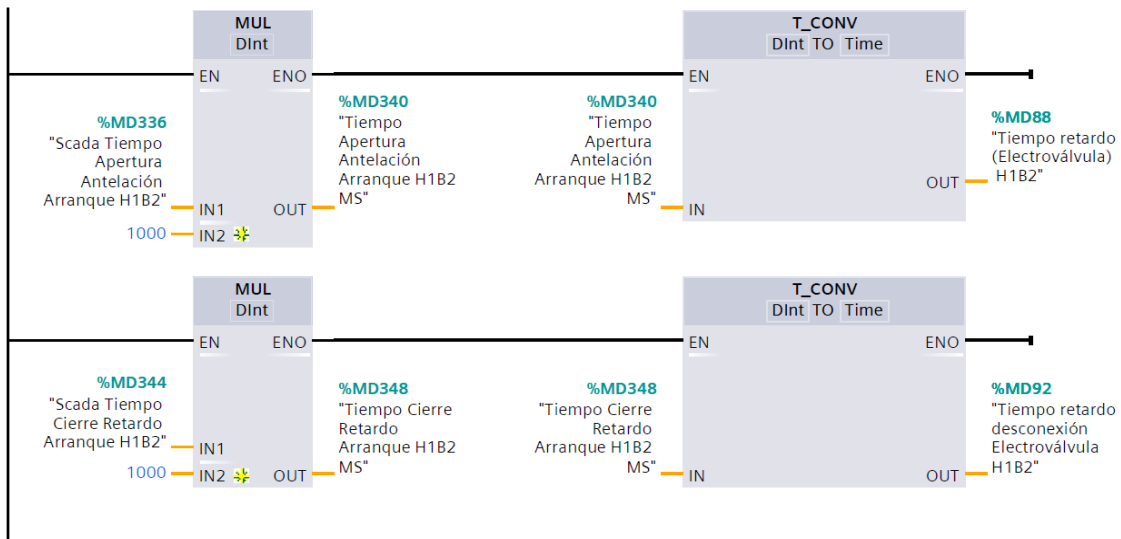 MUL
DInt
T_CONV
DInt TO Time
EN
ENO
EN
ENO
%MD336
"Scada Tiempo
Apertura
Antelación
Arranque H1B2"
IN1
1000
IN2
OUT
%MD340
"Tiempo
Apertura
Antelación
Arranque H1B2
MS"
%MD340
"Tiempo
Apertura
Antelación
Arranque H1B2
MS"
IN
OUT
%MD88
"Tiempo retardo
(Electroválvula)
H1B2"
MUL
DInt
T_CONV
DInt TO Time
EN
ENO
EN
ENO
%MD344
"Scada Tiempo
Cierre Retardo
Arranque H1B2"
IN1
1000
IN2
OUT
%MD348
"Tiempo Cierre
Retardo
Arranque H1B2
MS"
%MD348
"Tiempo Cierre
Retardo
Arranque H1B2
MS"
IN
OUT
%MD92
"Tiempo retardo
desconexión
Electroválvula
H1B2"